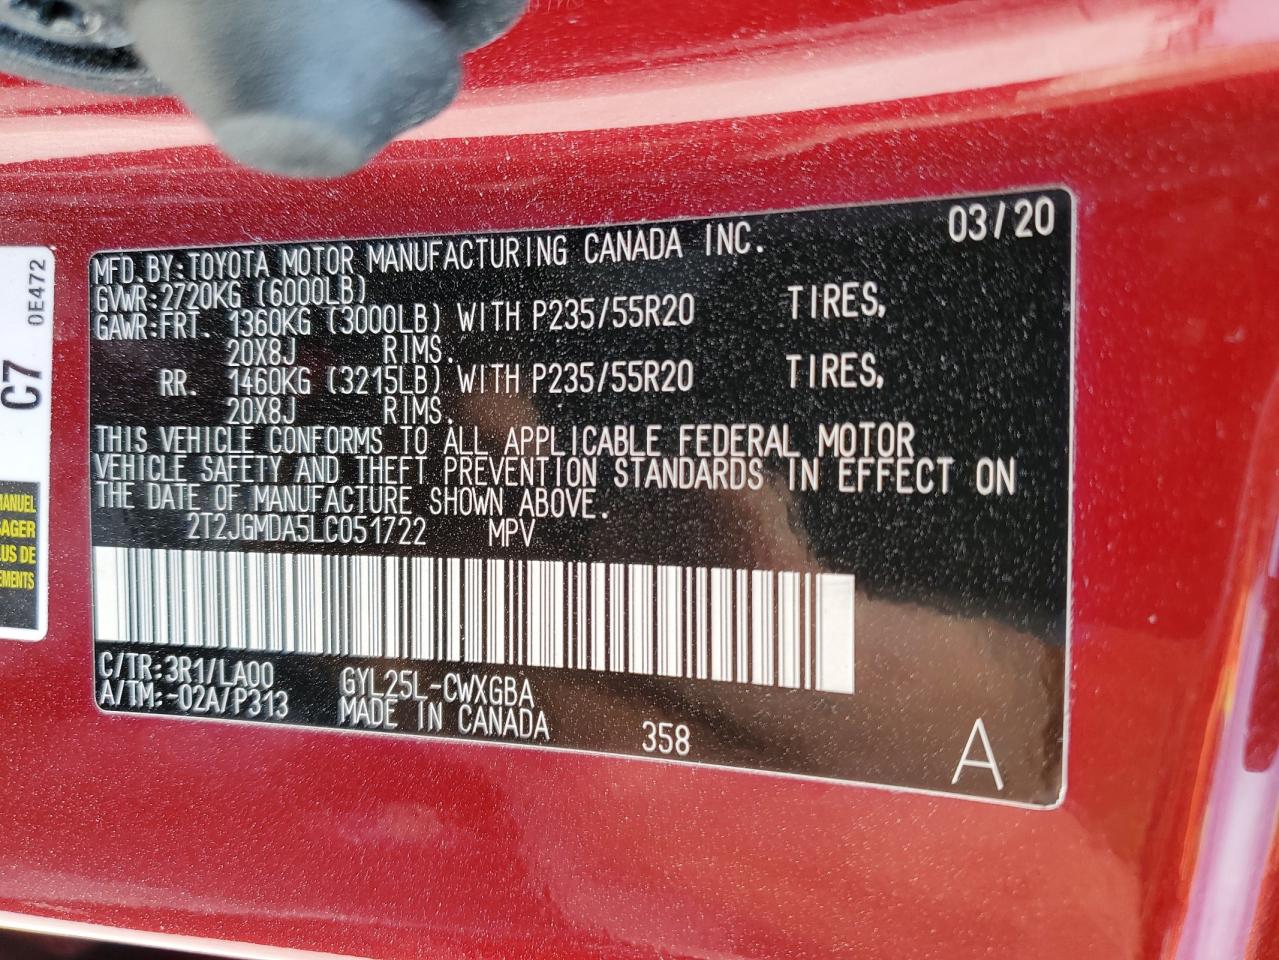 03/20
MFD. BY: TOYOTA MOTOR MANUFACTURING CANADA INC.
GVWR: 2720KG (6000LB)
GAWR: FRT. 1360KG (3000LB) WITH P235/55R20 TIRES,
20X8J RIMS.
RR. 1460KG (3215LB) WITH P235/55R20 TIRES,
20X8J RIMS.
THIS VEHICLE CONFORMS TO ALL APPLICABLE FEDERAL MOTOR
VEHICLE SAFETY AND THEFT PREVENTION STANDARDS IN EFFECT ON
THE DATE OF MANUFACTURE SHOWN ABOVE.
2T2JGMDA5LC051722 MPV
C/TR: 3R1/LA00 GYL25L-CWXGBA
A/TM: -02A/P313 MADE IN CANADA 358 A
C7 0E472
MANUEL
US DE